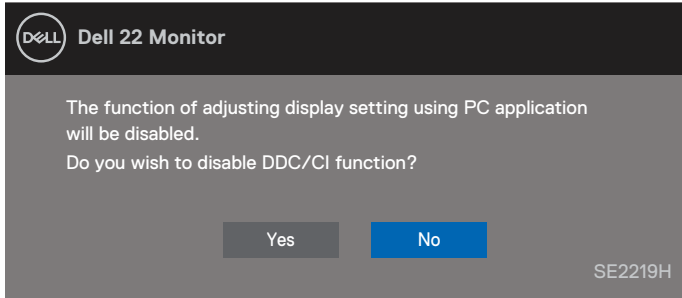 DELL Dell 22 Monitor
The function of adjusting display setting using PC application
will be disabled.
Do you wish to disable DDC/CI function?
Yes No
SE2219H